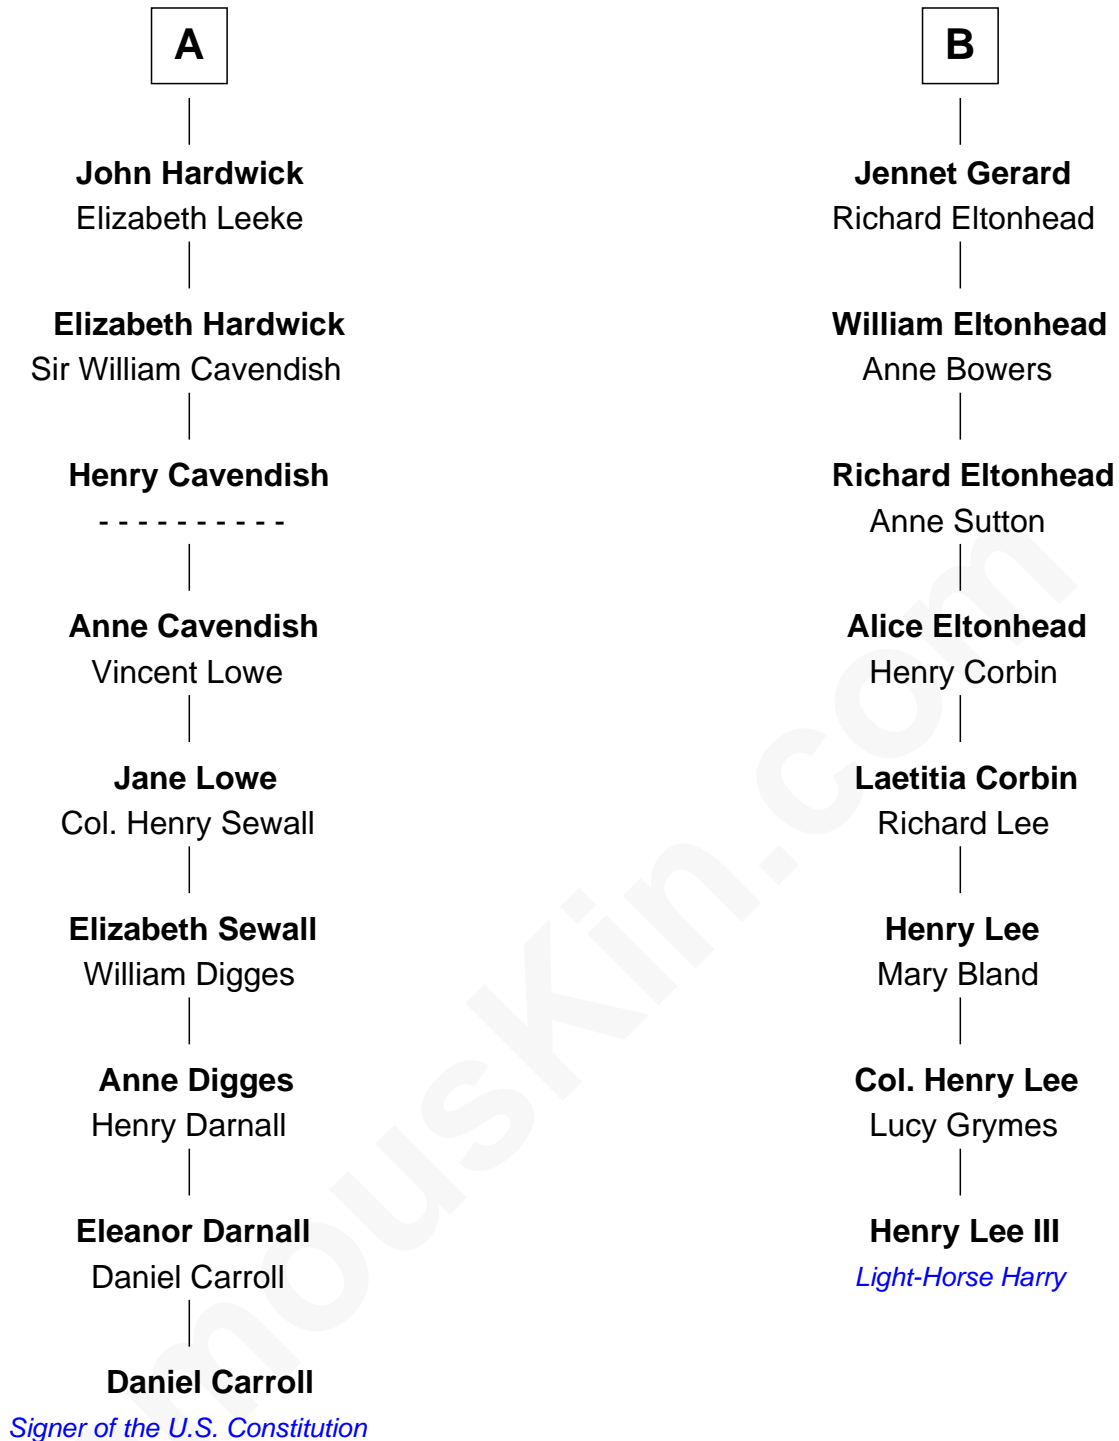 A
John Hardwick
Elizabeth Leeke
Elizabeth Hardwick
Sir William Cavendish
Henry Cavendish
- - - - - - - - - -
Anne Cavendish
Vincent Lowe
Jane Lowe
Col. Henry Sewall
Elizabeth Sewall
William Digges
Anne Digges
Henry Darnall
Eleanor Darnall
Daniel Carroll
Daniel Carroll
Signer of the U.S. Constitution
B
Jennet Gerard
Richard Eltonhead
William Eltonhead
Anne Bowers
Richard Eltonhead
Anne Sutton
Alice Eltonhead
Henry Corbin
Laetitia Corbin
Richard Lee
Henry Lee
Mary Bland
Col. Henry Lee
Lucy Grymes
Henry Lee III
Light-Horse Harry
mousKin.com